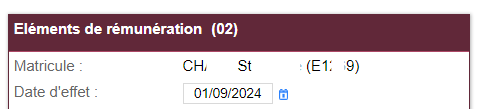 Eléments de rémunération (02)
Matricule :
Date d'effet : 01/09/2024